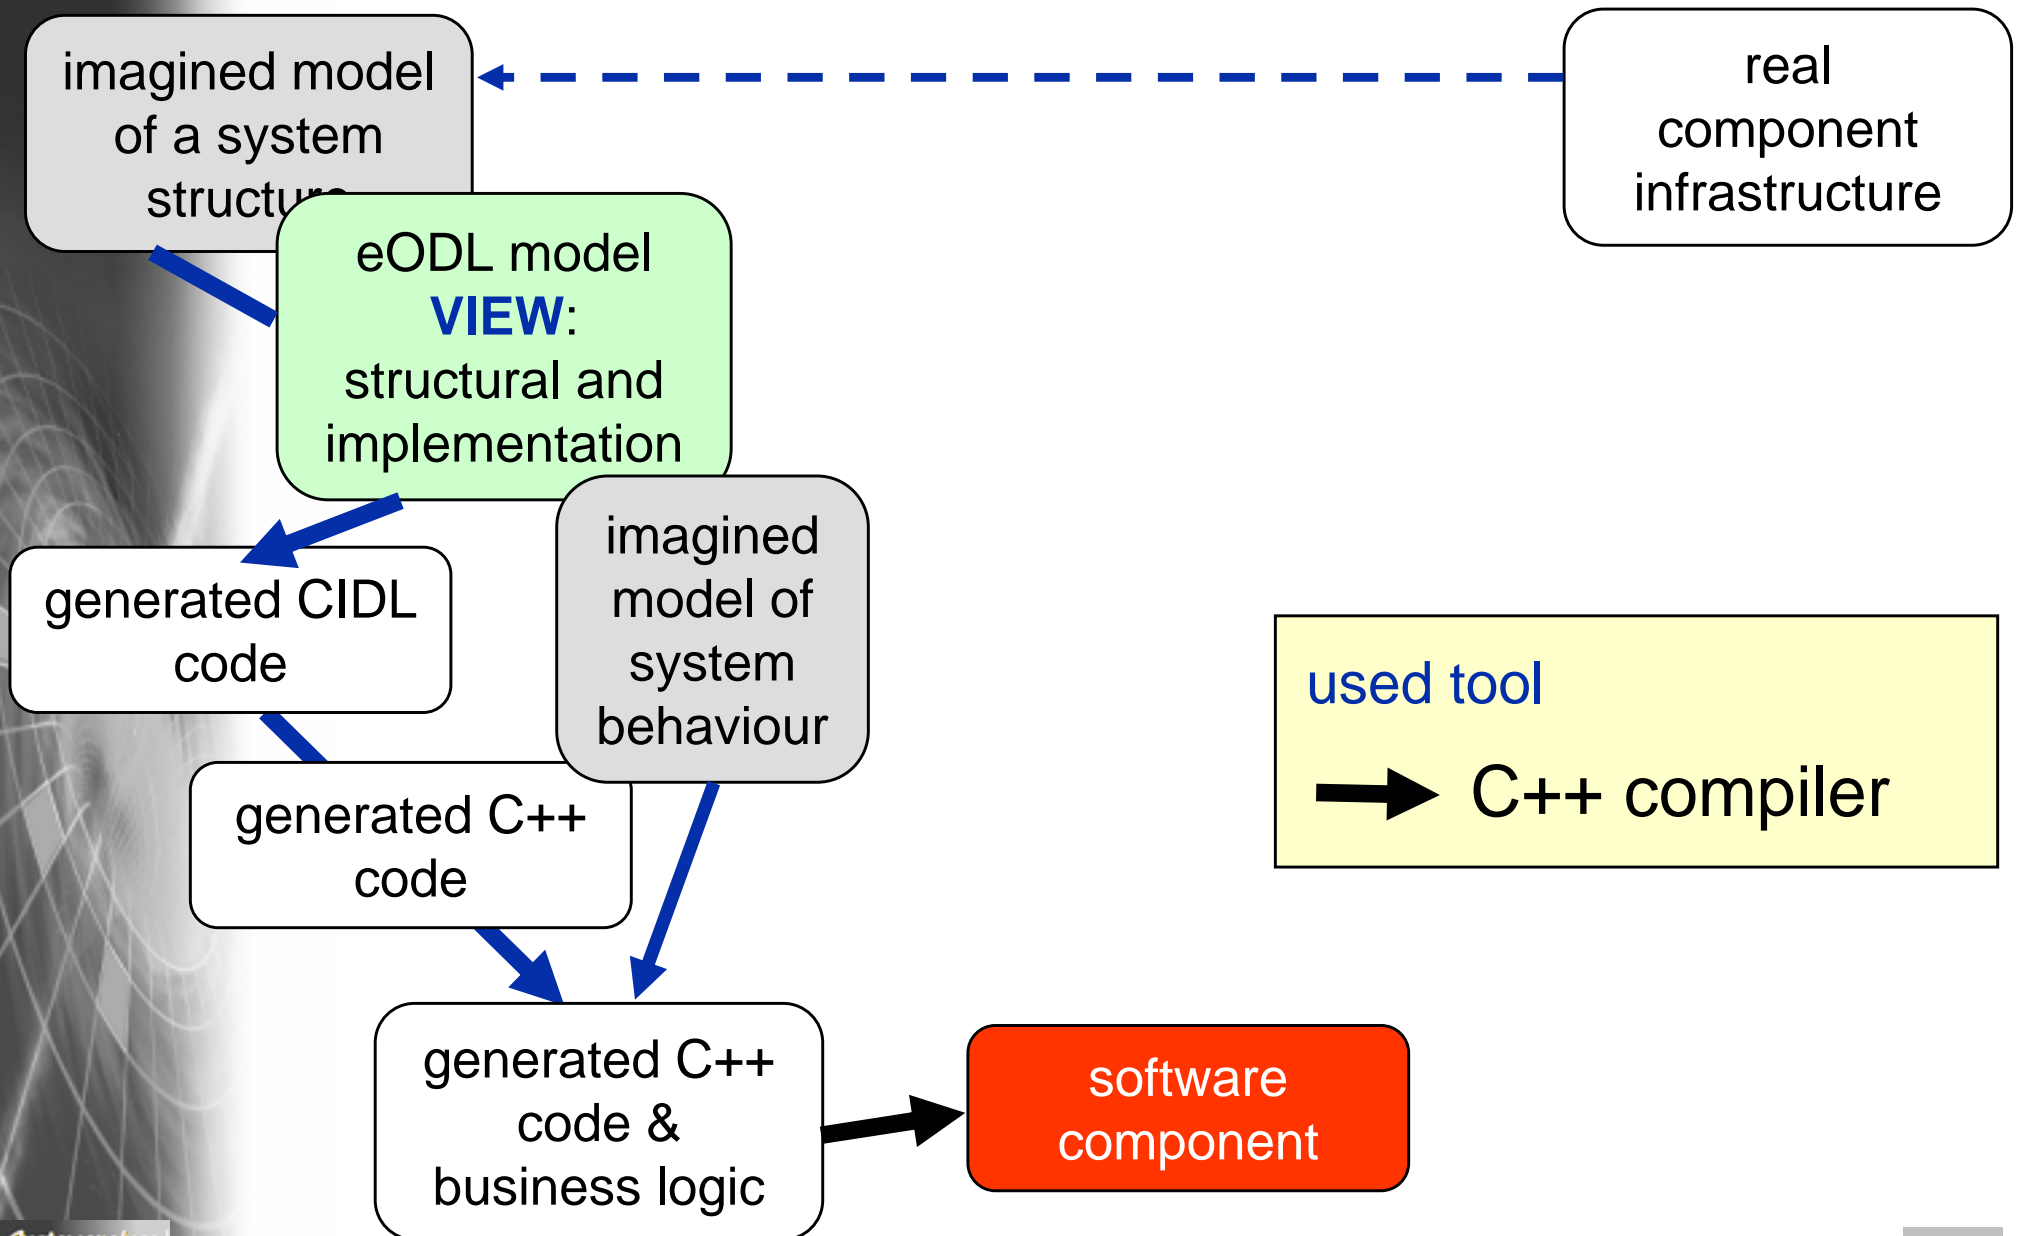 imagined model
of a system
structure
real
component
infrastructure
eODL model
VIEW:
structural and
implementation
generated CIDL
code
imagined
model of
system
behaviour
used tool
C++ compiler
generated C++
code
generated C++
code &
business logic
software
component